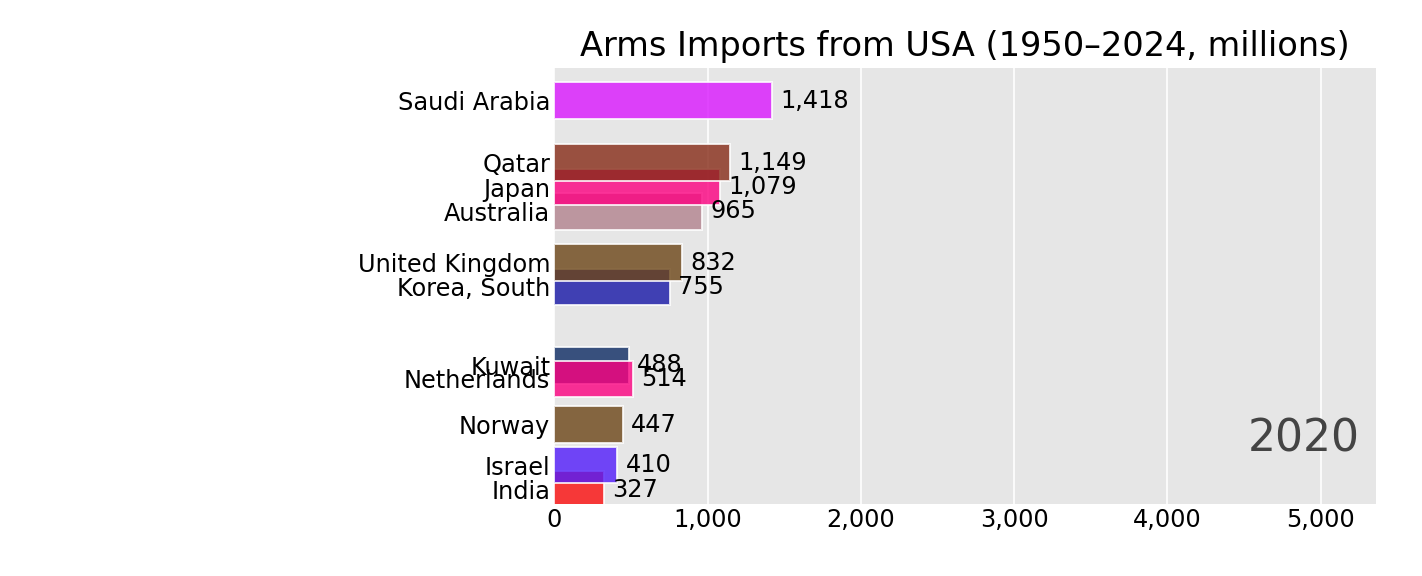 Arms Imports from USA (1950–2024, millions)
Saudi Arabia 1,418
Qatar 1,149
Japan 1,079
Australia 965
United Kingdom 832
Korea, South 755
Kuwait 488
Netherlands 514
Norway 447
2020
Israel 410
India 327
0 1,000 2,000 3,000 4,000 5,000